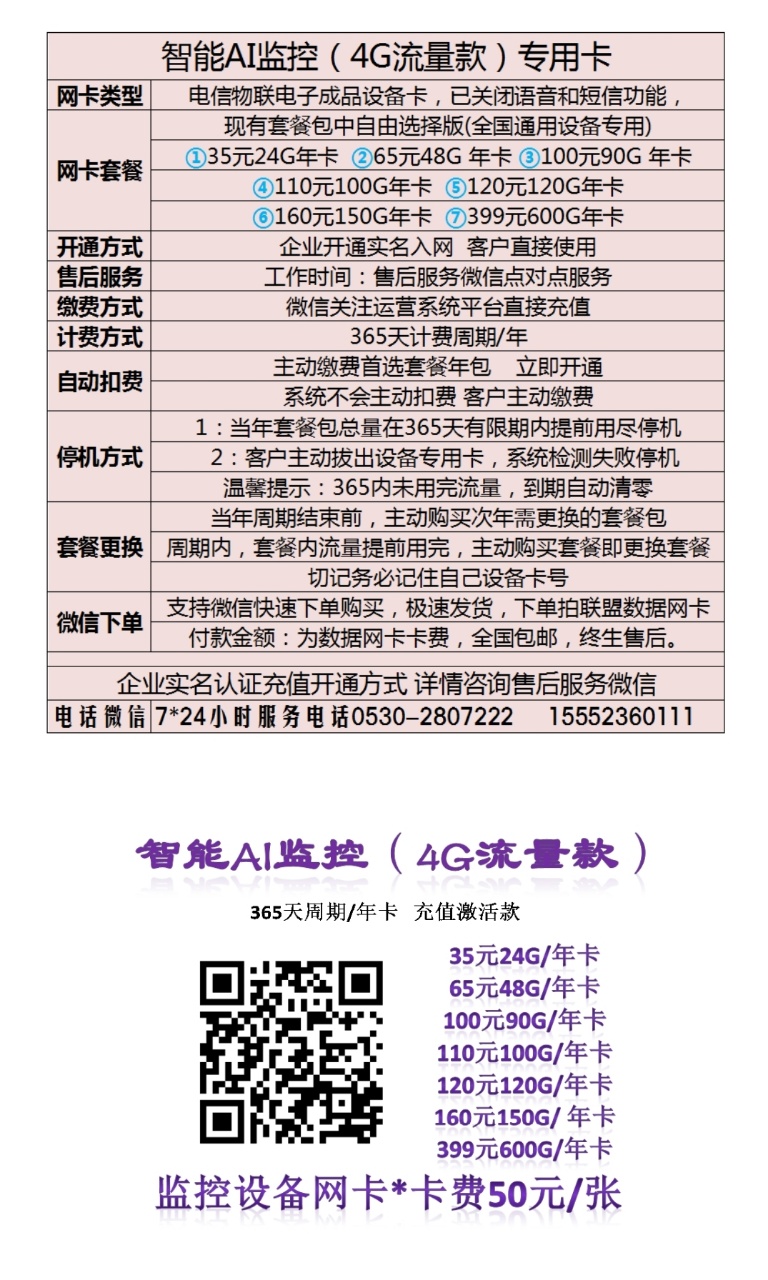 智能AI监控（4G流量款）专用卡
网卡类型 电信物联电子成品设备卡，已关闭语音和短信功能，
网卡套餐
现有套餐包中自由选择版(全国通用设备专用)
①35元24G年卡 ②65元48G 年卡 ③100元90G 年卡
④110元100G年卡 ⑤120元120G年卡
⑥160元150G年卡 ⑦399元600G年卡
开通方式 企业开通实名入网 客户直接使用
售后服务 工作时间：售后服务微信点对点服务
缴费方式 微信关注运营系统平台直接充值
计费方式 365天计费周期/年
自动扣费
主动缴费首选套餐年包 立即开通
系统不会主动扣费 客户主动缴费
停机方式
1：当年套餐包总量在365天有限期内提前用尽停机
2：客户主动拔出设备专用卡，系统检测失败停机
温馨提示：365内未用完流量，到期自动清零
套餐更换
当年周期结束前，主动购买次年需更换的套餐包
周期内，套餐内流量提前用完，主动购买套餐即更换套餐
切记务必记住自己设备卡号
微信下单
支持微信快速下单购买，极速发货，下单拍联盟数据网卡
付款金额：为数据网卡卡费，全国包邮，终生售后。
企业实名认证充值开通方式 详情咨询售后服务微信
电话微信 7*24小时服务电话0530-2807222 15552360111
智能AI监控（4G流量款）
365天周期/年卡 充值激活款
35元24G/年卡
65元48G/年卡
100元90G/年卡
110元100G/年卡
120元120G/年卡
160元150G/ 年卡
399元600G/年卡
监控设备网卡*卡费50元/张